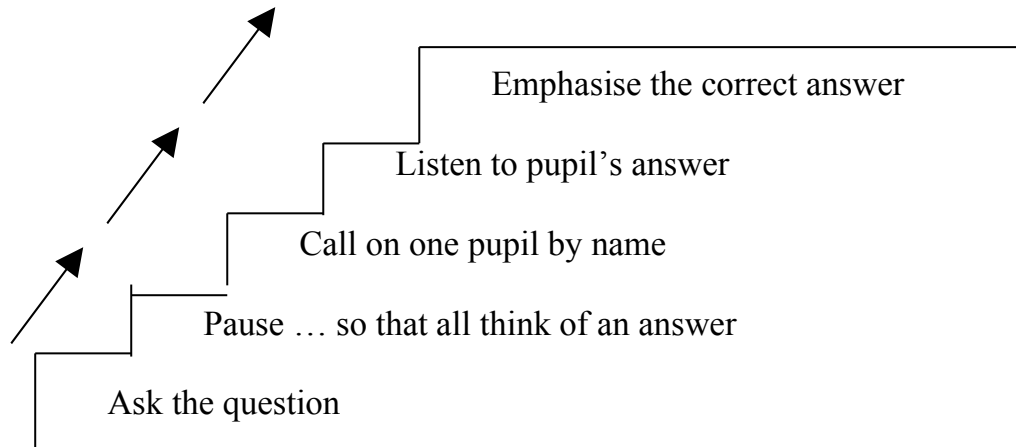 Emphasise the correct answer
Listen to pupil’s answer
Call on one pupil by name
Pause … so that all think of an answer
Ask the question